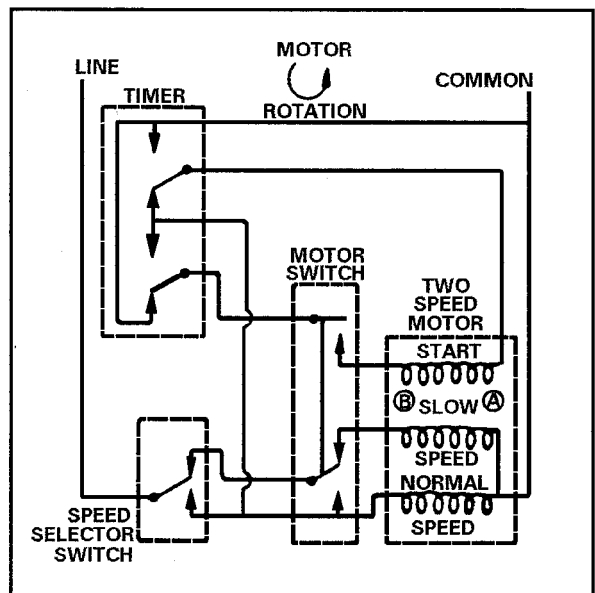 MOTOR
ROTATION
LINE
COMMON
TIMER
MOTOR
SWITCH
TWO
SPEED
MOTOR
START
B SLOW A
SPEED
NORMAL
SPEED
SPEED
SELECTOR
SWITCH